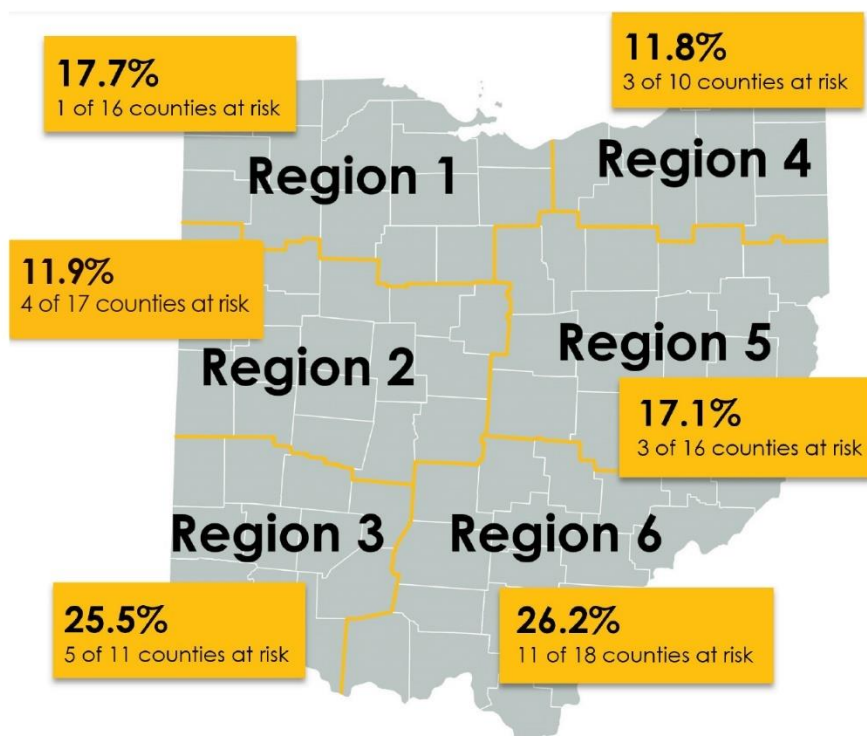 17.7%
1 of 16 counties at risk
11.8%
3 of 10 counties at risk
Region 1
Region 4
11.9%
4 of 17 counties at risk
Region 2
Region 5
17.1%
3 of 16 counties at risk
Region 3
Region 6
25.5%
5 of 11 counties at risk
26.2%
11 of 18 counties at risk